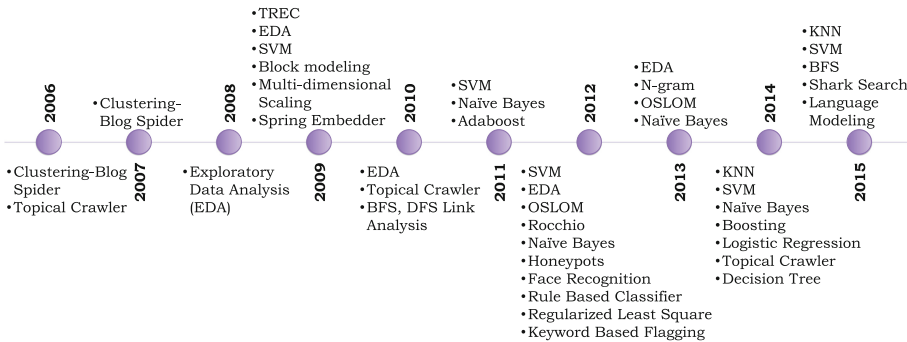 2006
•Clustering-Blog
Spider
•Topical Crawler
•Clustering-
Blog Spider
2007
2008
•Exploratory
Data Analysis
(EDA)
•TREC
•EDA
•SVM
•Block modeling
•Multi-dimensional
Scaling
•Spring Embedder
2009
2010
•EDA
•Topical Crawler
•BFS, DFS Link
Analysis
•SVM
•Naïve Bayes
•Adaboost
2011
2012
•SVM
•EDA
•OSLOM
•Rocchio
•Naïve Bayes
•Honeypots
•Face Recognition
•Rule Based Classifier
•Regularized Least Square
•Keyword Based Flagging
•EDA
•N-gram
•OSLOM
•Naïve Bayes
2013
2014
•KNN
•SVM
•Naïve Bayes
•Boosting
•Logistic Regression
•Topical Crawler
•Decision Tree
•KNN
•SVM
•BFS
•Shark Search
•Language
Modeling
2015